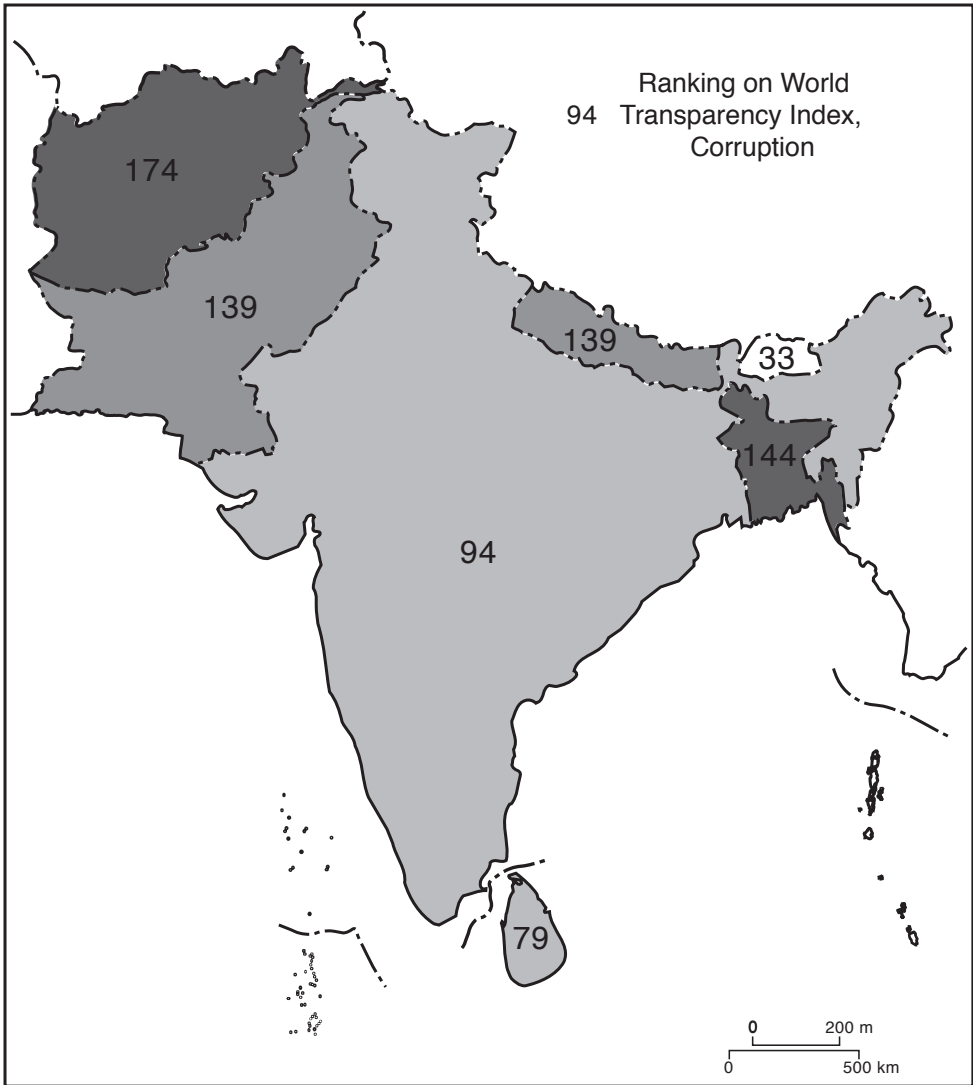 Ranking on World
94 Transparency Index,
Corruption
174
139
139
33
144
94
79
0 200 m
0 500 km